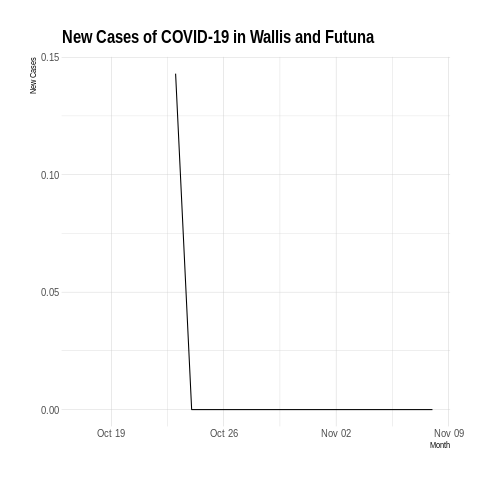 New Cases of COVID-19 in Wallis and Futuna
New Cases
0.15
0.10
0.05
0.00
Oct 19 Oct 26 Nov 02 Nov 09
Month